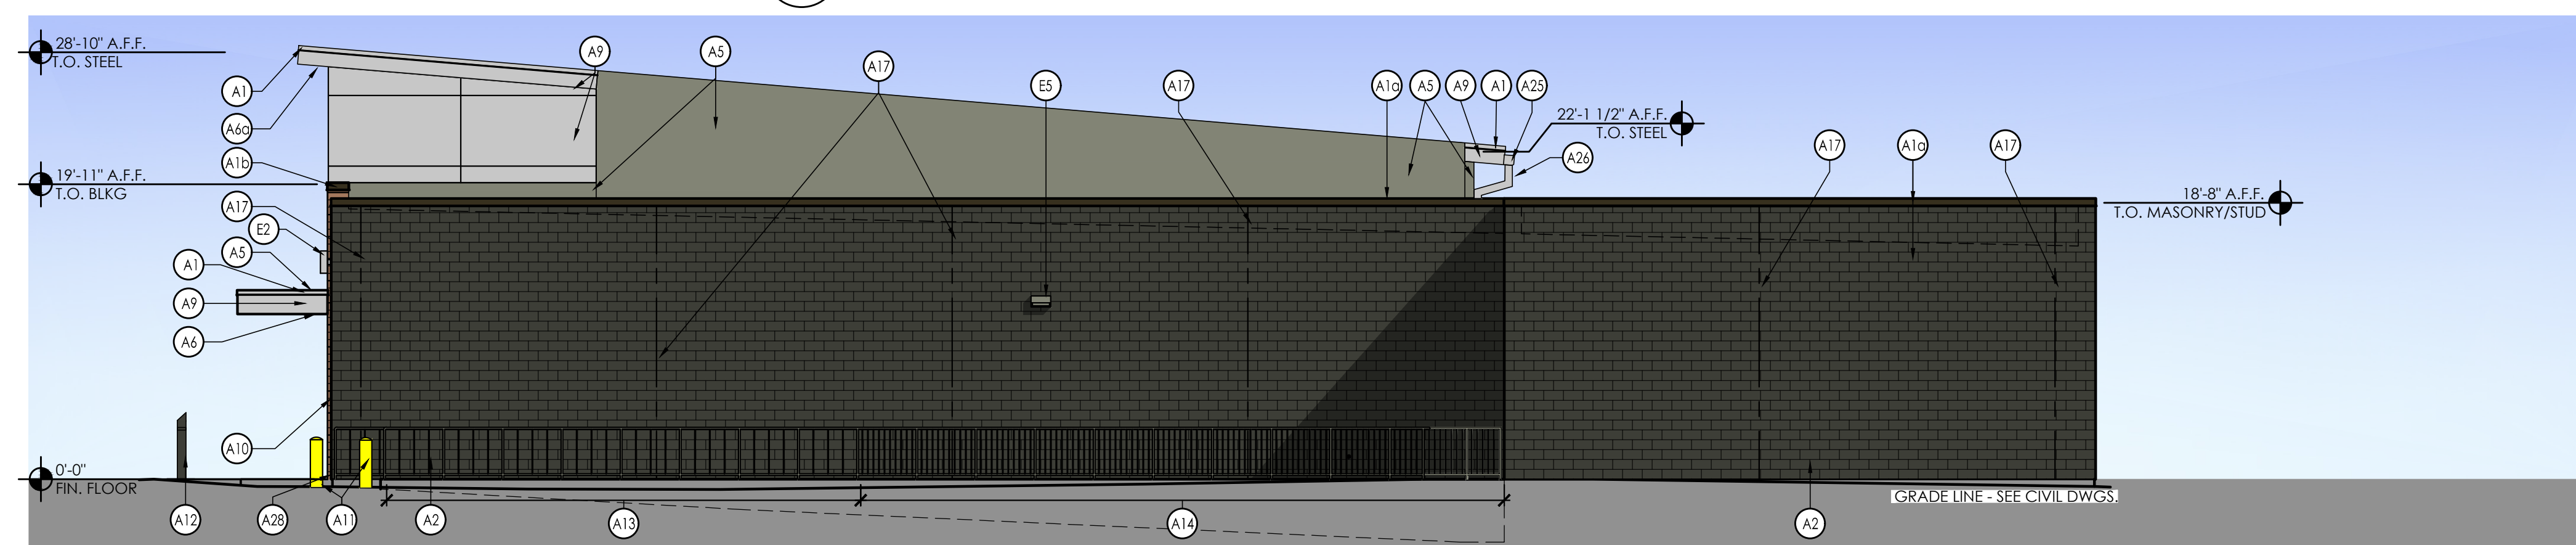 28'-10" A.F.F.
T.O. STEEL
A9
A5
A17
E5
A17
A1a
A5
A9
A1
A25
A1
A6a
22'-1 1/2" A.F.F.
T.O. STEEL
A26
A17
A1a
A17
A1b
19'-11" A.F.F.
T.O. BLKG
18'-8" A.F.F.
T.O. MASONRY/STUD
A17
E2
A5
A1
A9
A6
A10
0'-0"
FIN. FLOOR
GRADE LINE - SEE CIVIL DWGS.
A12
A28
A11
A2
A13
A14
A2